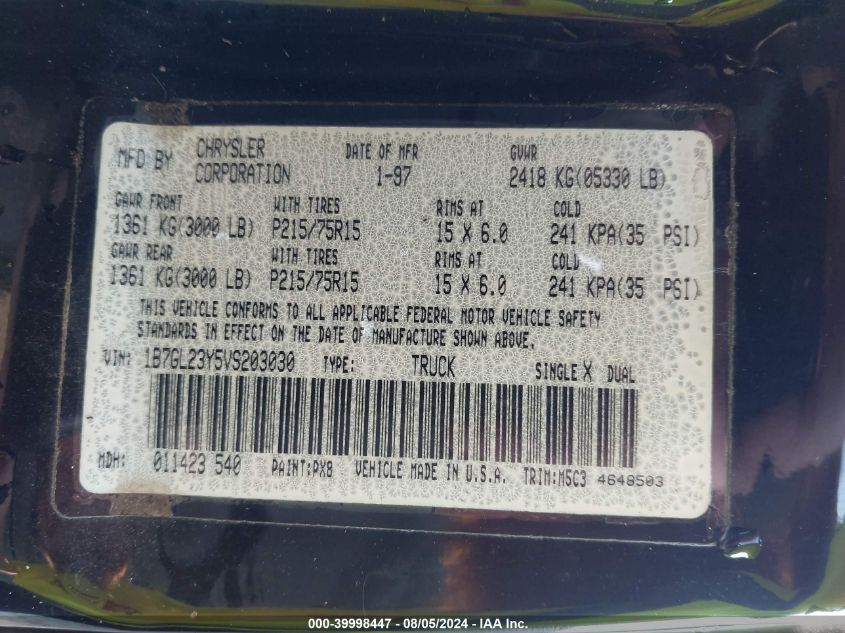 MFD BY CHRYSLER CORPORATION DATE OF MFR 1-97 GVWR 2418 KG(05330 LB)
GAWR FRONT WITH TIRES RIMS AT COLD
1361 KG(3000 LB) P215/75R15 15 X 6.0 241 KPA(35 PSI)
GAWR REAR WITH TIRES RIMS AT COLD
1361 KG(3000 LB) P215/75R15 15 X 6.0 241 KPA(35 PSI)
THIS VEHICLE CONFORMS TO ALL APPLICABLE FEDERAL MOTOR VEHICLE SAFETY
STANDARDS IN EFFECT ON THE DATE OF MANUFACTURE SHOWN ABOVE.
VIN: 1B7GL23Y5VS203030 TYPE: TRUCK SINGLE X DUAL
MDH: 011423 540 PAINT:PX8 VEHICLE MADE IN U.S.A. TRIM:M5C3 4648503
000-39998447 - 08/05/2024 - IAA Inc.